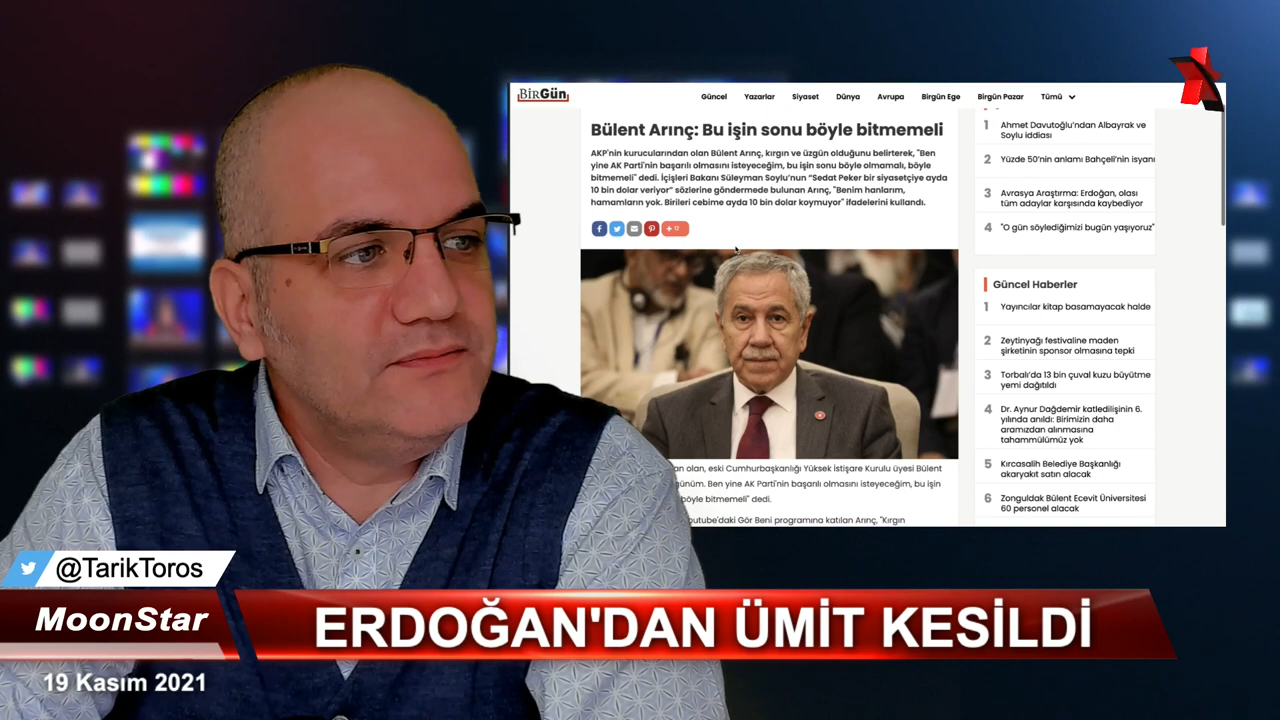 BirGün
Güncel Yazarlar Siyaset Dünya Avrupa Birgün Ege Birgün Pazar Tümü
Bülent Arınç: Bu işin sonu böyle bitmemeli
AKP'nin kurucularından olan Bülent Arınç, kırgın ve üzgün olduğunu belirterek, "Ben
yine AK Parti'nin başarılı olmasını isteyeceğim, bu işin sonu böyle olmamalı, böyle
bitmemeli" dedi. İçişleri Bakanı Süleyman Soylu'nun "Sedat Peker bir siyasetçiye ayda
10 bin dolar veriyor" sözlerine göndermede bulunan Arınç, "Benim hanlarım,
hamamların yok. Birileri cebime ayda 10 bin dolar koymuyor" ifadelerini kullandı.
+ 12
an olan, eski Cumhurbaşkanlığı Yüksek İstişare Kurulu üyesi Bülent
günüm. Ben yine AK Parti'nin başarılı olmasını isteyeceğim, bu işin
böyle bitmemeli" dedi.
outube'daki Gör Beni programına katılan Arınç, "Kırgın
1 Ahmet Davutoğlu'ndan Albayrak ve
Soylu iddiası
2 Yüzde 50'nin anlamı Bahçeli'nin isyanı
3 Avrasya Araştırma: Erdoğan, olası
tüm adaylar karşısında kaybediyor
4 "O gün söylediğimizi bugün yaşıyoruz"
Güncel Haberler
1 Yayıncılar kitap basamayacak halde
2 Zeytinyağı festivaline maden
şirketinin sponsor olmasına tepki
3 Torbalı'da 13 bin çuval kuzu büyütme
yemi dağıtıldı
4 Dr. Aynur Dağdemir katledilişinin 6.
yılında anıldı: Birimizin daha
aramızdan alınmasına
tahammülümüz yok
5 Kırcasalih Belediye Başkanlığı
akaryakıt satın alacak
6 Zonguldak Bülent Ecevit Üniversitesi
60 personel alacak
@TarikToros
MoonStar
ERDOĞAN'DAN ÜMİT KESİLDİ
19 Kasım 2021